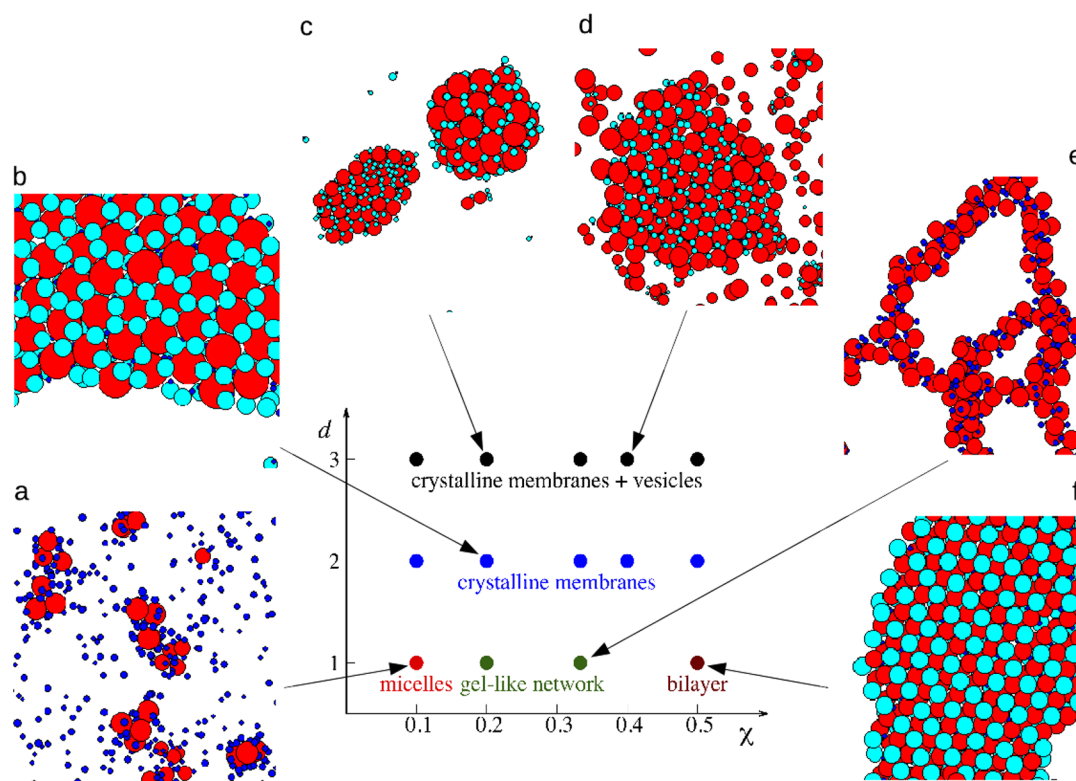 c
d
e
b
a
f
d
3
crystalline membranes + vesicles
2
crystalline membranes
1
micelles gel-like network bilayer
0.1 0.2 0.3 0.4 0.5
χ